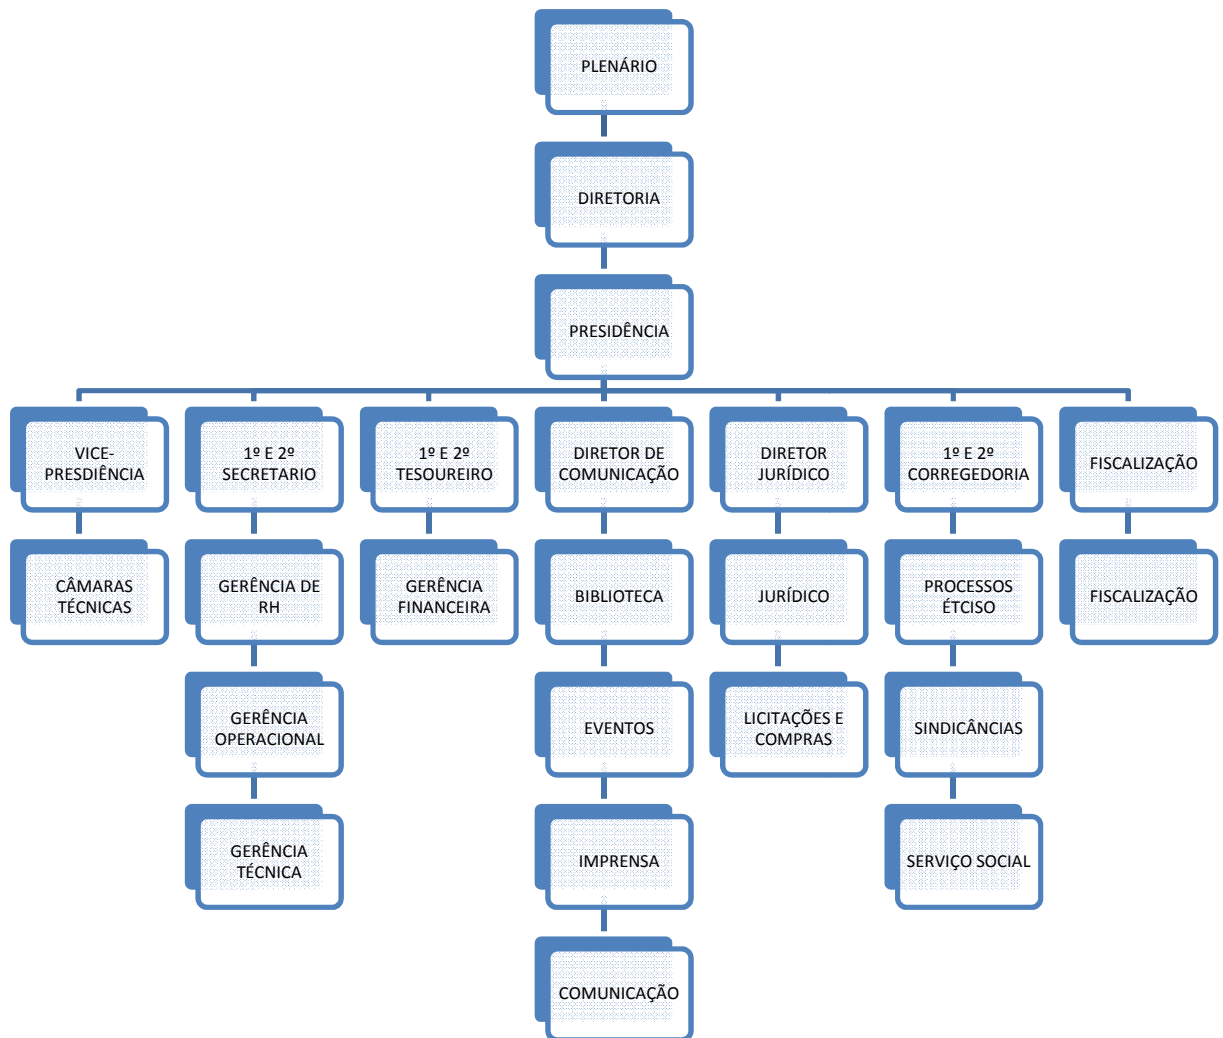 PLENÁRIO
DIRETORIA
PRESIDÊNCIA
VICE-
PRESDIÊNCIA
1º E 2º
SECRETARIO
1º E 2º
TESOUREIRO
DIRETOR DE
COMUNICAÇÃO
DIRETOR
JURÍDICO
1º E 2º
CORREGEDORIA
FISCALIZAÇÃO
CÂMARAS
TÉCNICAS
GERÊNCIA DE
RH
GERÊNCIA
FINANCEIRA
BIBLIOTECA
JURÍDICO
PROCESSOS
ÉTCISO
FISCALIZAÇÃO
GERÊNCIA
OPERACIONAL
EVENTOS
LICITAÇÕES E
COMPRAS
SINDICÂNCIAS
GERÊNCIA
TÉCNICA
IMPRENSA
SERVIÇO SOCIAL
COMUNICAÇÃO